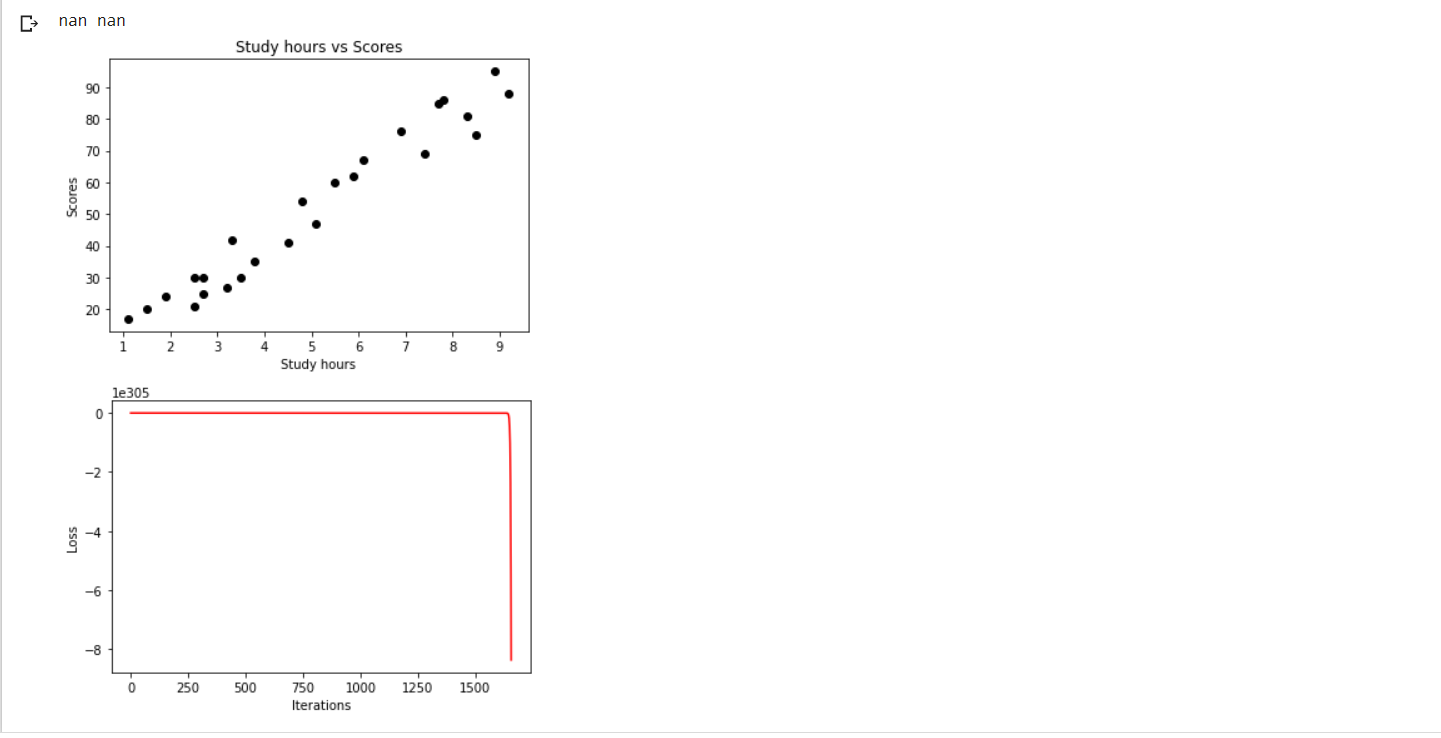 nan nan
Study hours vs Scores
90
80
70
60
50
40
30
20
Scores
1 2 3 4 5 6 7 8 9
Study hours
1e305
0
−2
−4
−6
−8
Loss
0 250 500 750 1000 1250 1500
Iterations